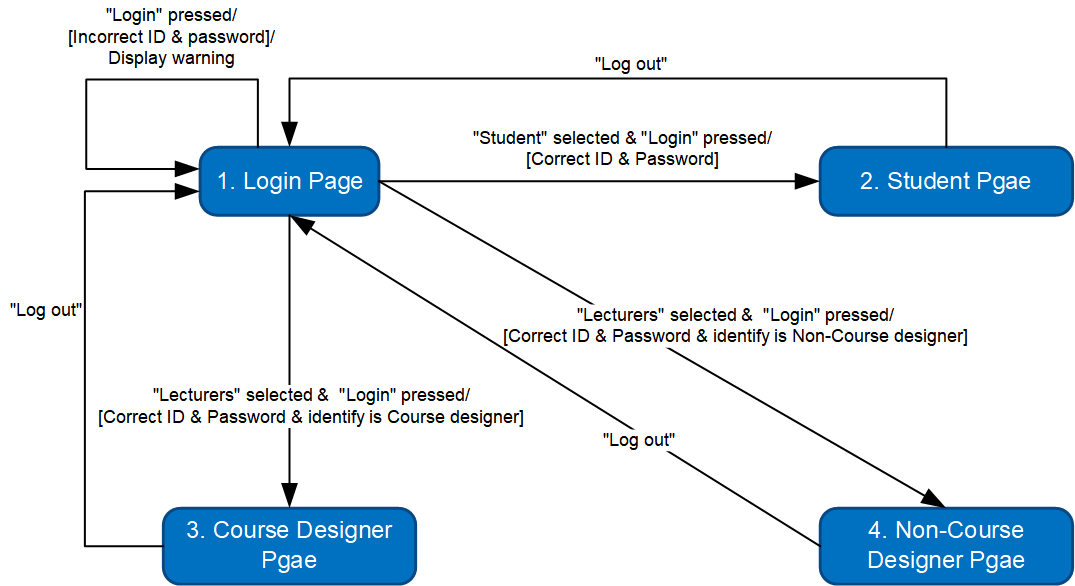 "Login" pressed/
[Incorrect ID & password]/
Display warning
"Log out"
"Student" selected & "Login" pressed/
[Correct ID & Password]
1. Login Page
2. Student Pgae
"Log out"
"Lecturers" selected &  "Login" pressed/
[Correct ID & Password & identify is Non-Course designer]
"Lecturers" selected &  "Login" pressed/
[Correct ID & Password & identify is Course designer]
"Log out"
3. Course Designer
Pgae
4. Non-Course
Designer Pgae